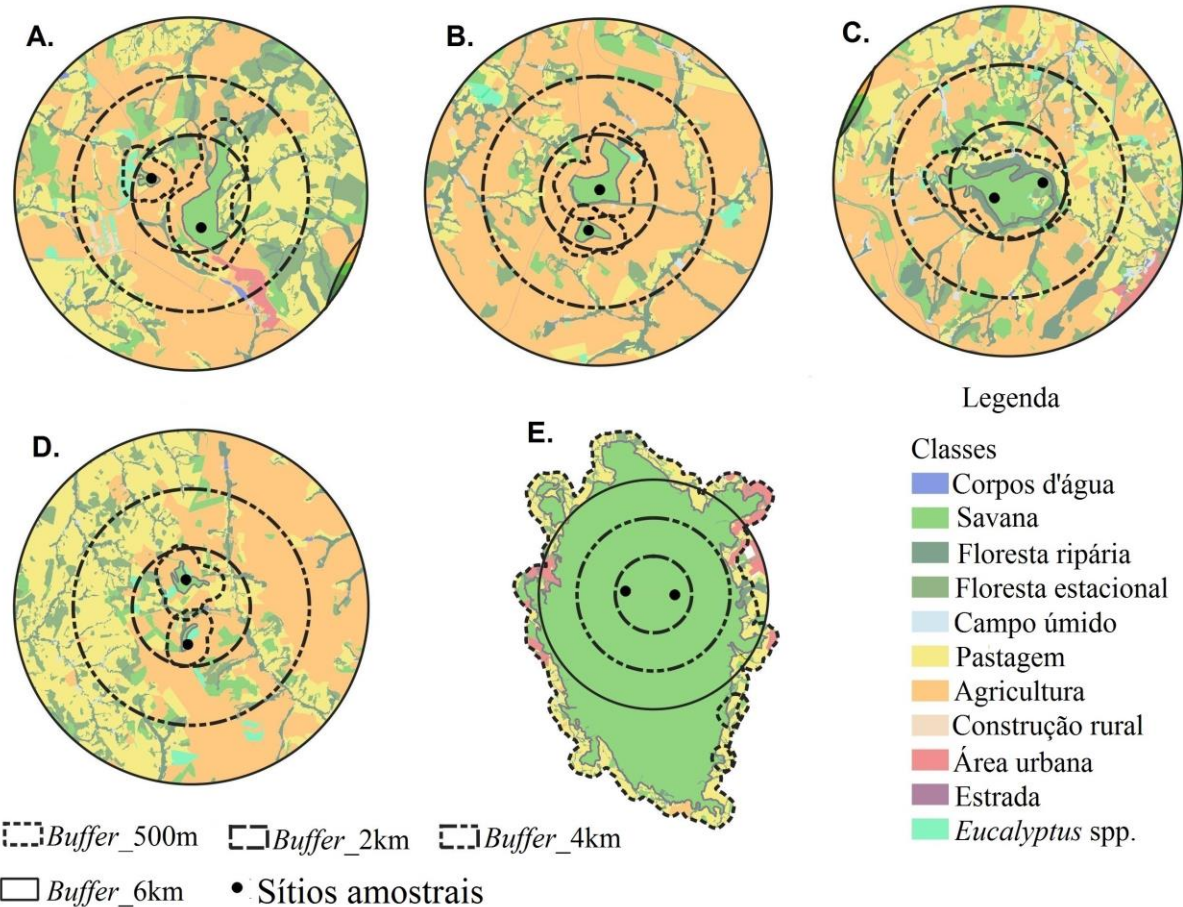 A.
B.
C.
D.
E.
Legenda
Classes
Corpos d'água
Savana
Floresta ripária
Floresta estacional
Campo úmido
Pastagem
Agricultura
Construção rural
Área urbana
Estrada
Eucalyptus spp.
Buffer_500m
Buffer_2km
Buffer_4km
Buffer_6km
Sítios amostrais